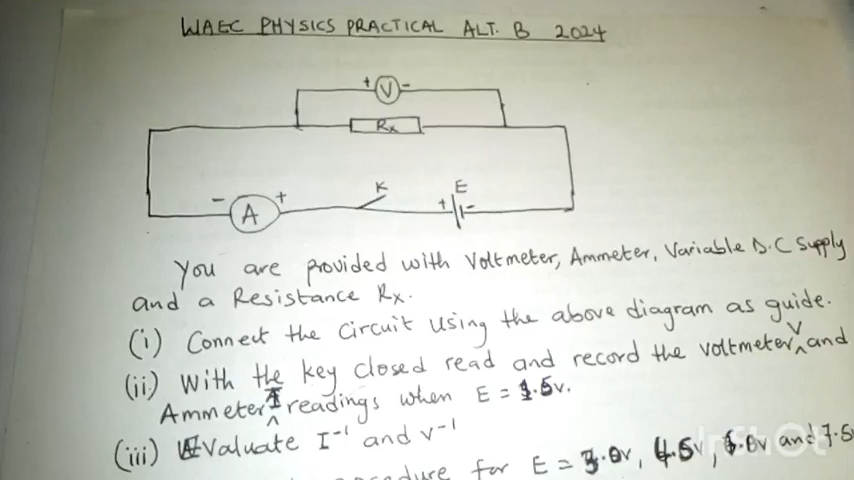 WAEC PHYSICS PRACTICAL ALT. B 2024
+ V -
Rx
- A + K + E -
You are provided with Voltmeter, Ammeter, Variable D.C Supply
and a Resistance Rx.
(i) Connect the circuit using the above diagram as guide.
(ii) With the key closed read and record the voltmeter V and
Ammeter I readings when E = 1.5v.
(iii) Evaluate I⁻¹ and V⁻¹
for E = 3.0v, 4.5v, and 7.5v